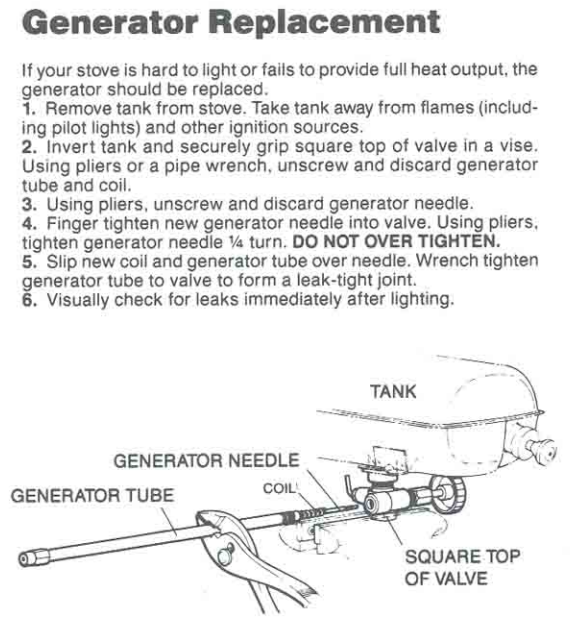 Generator Replacement
If your stove is hard to light or fails to provide full heat output, the
generator should be replaced.
1. Remove tank from stove. Take tank away from flames (includ-
ing pilot lights) and other ignition sources.
2. Invert tank and securely grip square top of valve in a vise.
Using pliers or a pipe wrench, unscrew and discard generator
tube and coil.
3. Using pliers, unscrew and discard generator needle.
4. Finger tighten new generator needle into valve. Using pliers,
tighten generator needle ¼ turn. DO NOT OVER TIGHTEN.
5. Slip new coil and generator tube over needle. Wrench tighten
generator tube to valve to form a leak-tight joint.
6. Visually check for leaks immediately after lighting.
TANK
GENERATOR NEEDLE
COIL
GENERATOR TUBE
SQUARE TOP
OF VALVE